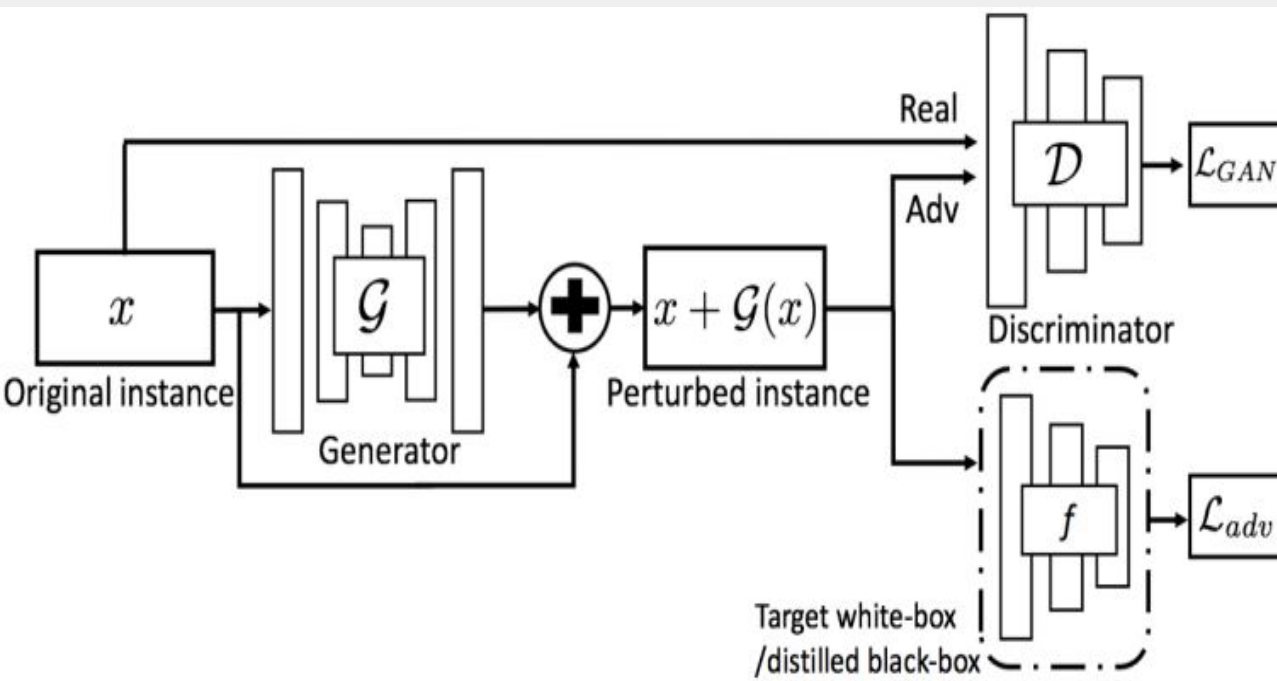 Real
Adv
𝒟
ℒ_GAN
Discriminator
x
Original instance
𝒢
Generator
x + 𝒢(x)
Perturbed instance
f
ℒ_adv
Target white-box
/distilled black-box